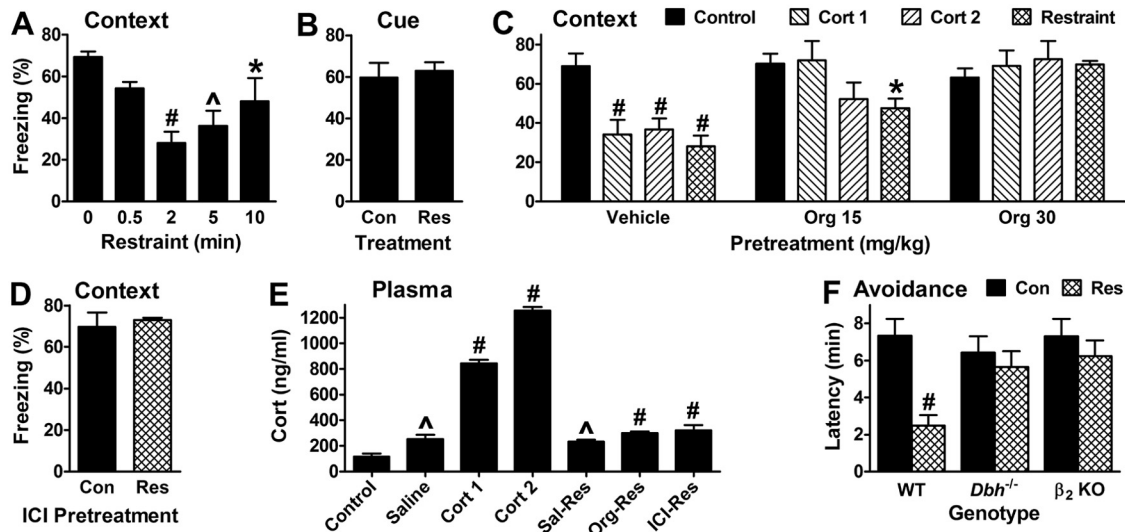 A Context
Freezing (%)
80
60
40
20
0
# ^ *
0 0.5 2 5 10
Restraint (min)
B Cue
80
60
40
20
0
Con Res
Treatment
C Context
Control Cort 1 Cort 2 Restraint
80
60
40
20
0
# # # *
Vehicle Org 15 Org 30
Pretreatment (mg/kg)
D Context
Freezing (%)
80
60
40
20
0
Con Res
ICI Pretreatment
E Plasma
Cort (ng/ml)
1200
1000
800
600
400
200
0
^ # # ^ # #
Control Saline Cort 1 Cort 2 Sal-Res Org-Res ICI-Res
F Avoidance
Con Res
Latency (min)
8
6
4
2
0
#
WT Dbh-/- β2 KO
Genotype